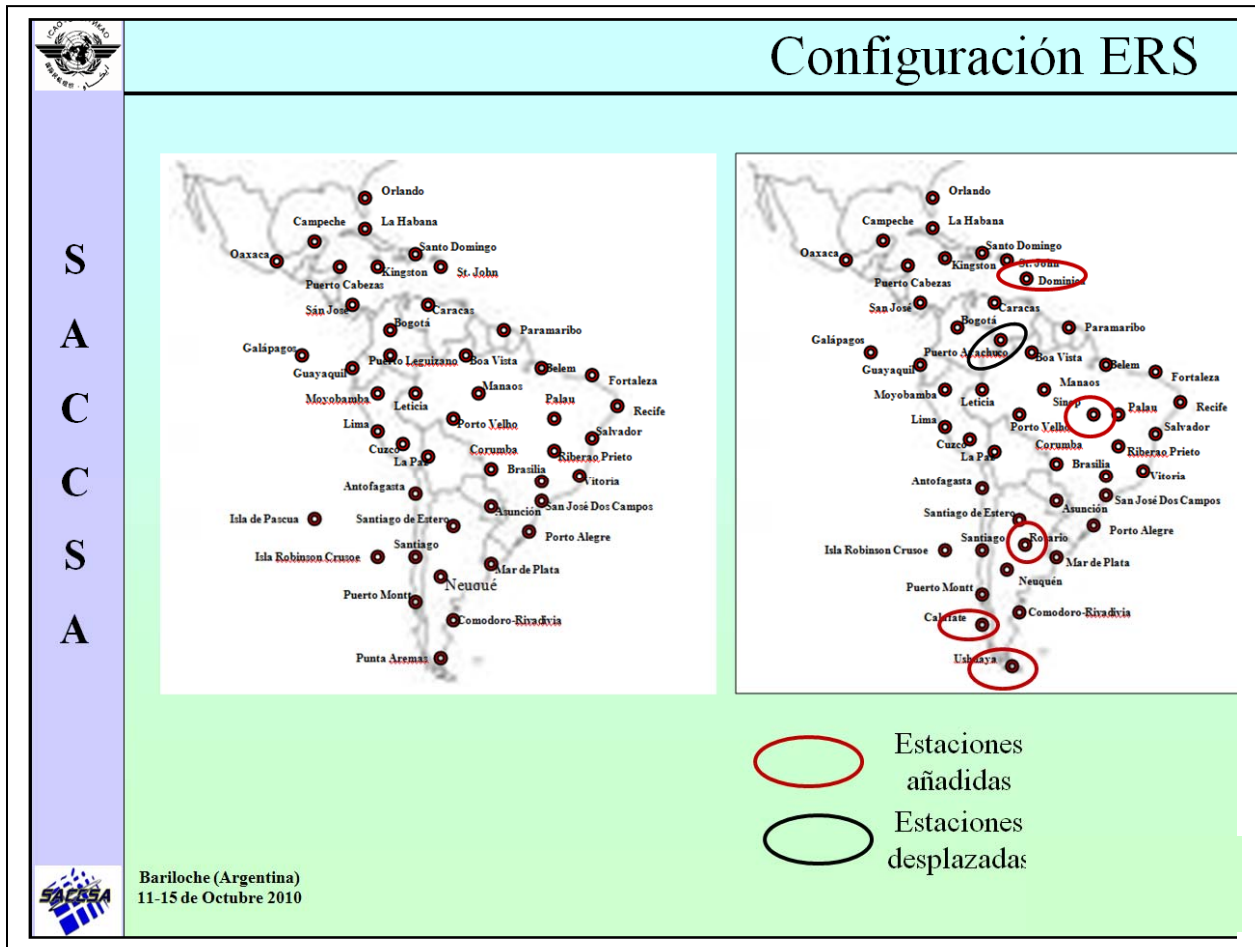 Configuración ERS
S
A
C
C
S
A
Orlando
Campeche
La Habana
Oaxaca
Santo Domingo
Kingston
St. John
Puerto Cabezas
Sán José
Caracas
Bogotá
Paramaribo
Galápagos
Puerto Leguizano
Boa Vista
Guayaquil
Belem
Fortaleza
Moyobamba
Leticia
Manaos
Palau
Recife
Lima
Porto Velho
Salvador
Cuzco
Corumba
Riberao Prieto
La Paz
Brasilia
Vitoria
Antofagasta
Asunción
San José Dos Campos
Isla de Pascua
Santiago de Estero
Porto Alegre
Isla Robinson Crusoe
Santiago
Mar de Plata
Neuqué
Puerto Montt
Comodoro-Rivadivia
Punta Aremas
Orlando
Campeche
La Habana
Oaxaca
Santo Domingo
Kingston
St. John
Puerto Cabezas
Dominica
San José
Caracas
Bogotá
Paramaribo
Galápagos
Puerto Ayachuco
Boa Vista
Guayaquil
Belem
Fortaleza
Moyobamba
Leticia
Manaos
Sinop
Palau
Recife
Lima
Porto Velho
Salvador
Cuzco
Corumba
Riberao Prieto
La Paz
Brasilia
Vitoria
Antofagasta
Asunción
San José Dos Campos
Santiago de Estero
Porto Alegre
Isla Robinson Crusoe
Santiago
Rosario
Mar de Plata
Neuquén
Puerto Montt
Calafate
Comodoro-Rivadivia
Ushuaya
Estaciones
añadidas
Estaciones
desplazadas
SACCSA
Bariloche (Argentina)
11-15 de Octubre 2010